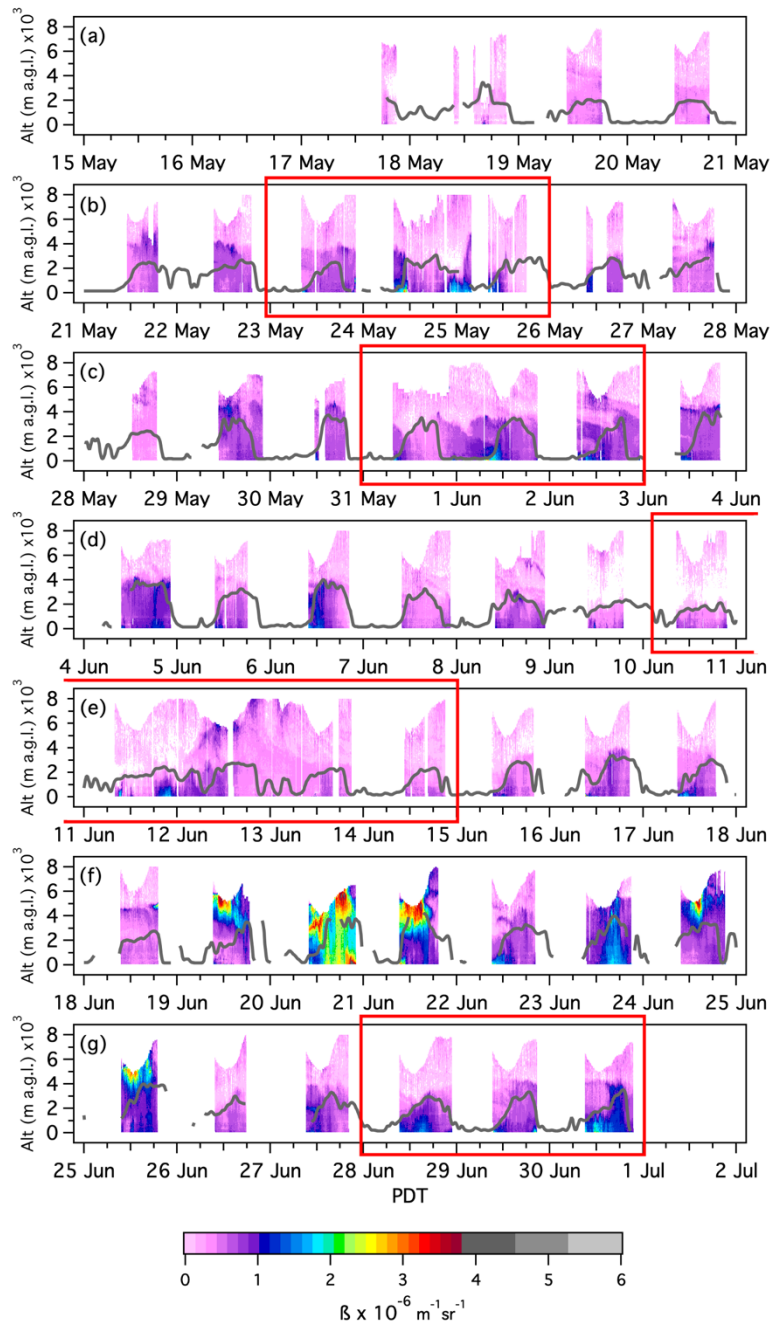 (a)
Alt (m a.g.l.) x10³
8
6
4
2
0
15 May 16 May 17 May 18 May 19 May 20 May 21 May
(b)
Alt (m a.g.l.) x10³
8
6
4
2
0
21 May 22 May 23 May 24 May 25 May 26 May 27 May 28 May
(c)
Alt (m a.g.l.) x10³
8
6
4
2
0
28 May 29 May 30 May 31 May 1 Jun 2 Jun 3 Jun 4 Jun
(d)
Alt (m a.g.l.) x10³
8
6
4
2
0
4 Jun 5 Jun 6 Jun 7 Jun 8 Jun 9 Jun 10 Jun 11 Jun
(e)
Alt (m a.g.l.) x10³
8
6
4
2
0
11 Jun 12 Jun 13 Jun 14 Jun 15 Jun 16 Jun 17 Jun 18 Jun
(f)
Alt (m a.g.l.) x10³
8
6
4
2
0
18 Jun 19 Jun 20 Jun 21 Jun 22 Jun 23 Jun 24 Jun 25 Jun
(g)
Alt (m a.g.l.) x10³
8
6
4
2
0
25 Jun 26 Jun 27 Jun 28 Jun 29 Jun 30 Jun 1 Jul 2 Jul
PDT
0 1 2 3 4 5 6
ß x 10⁻⁶ m⁻¹sr⁻¹